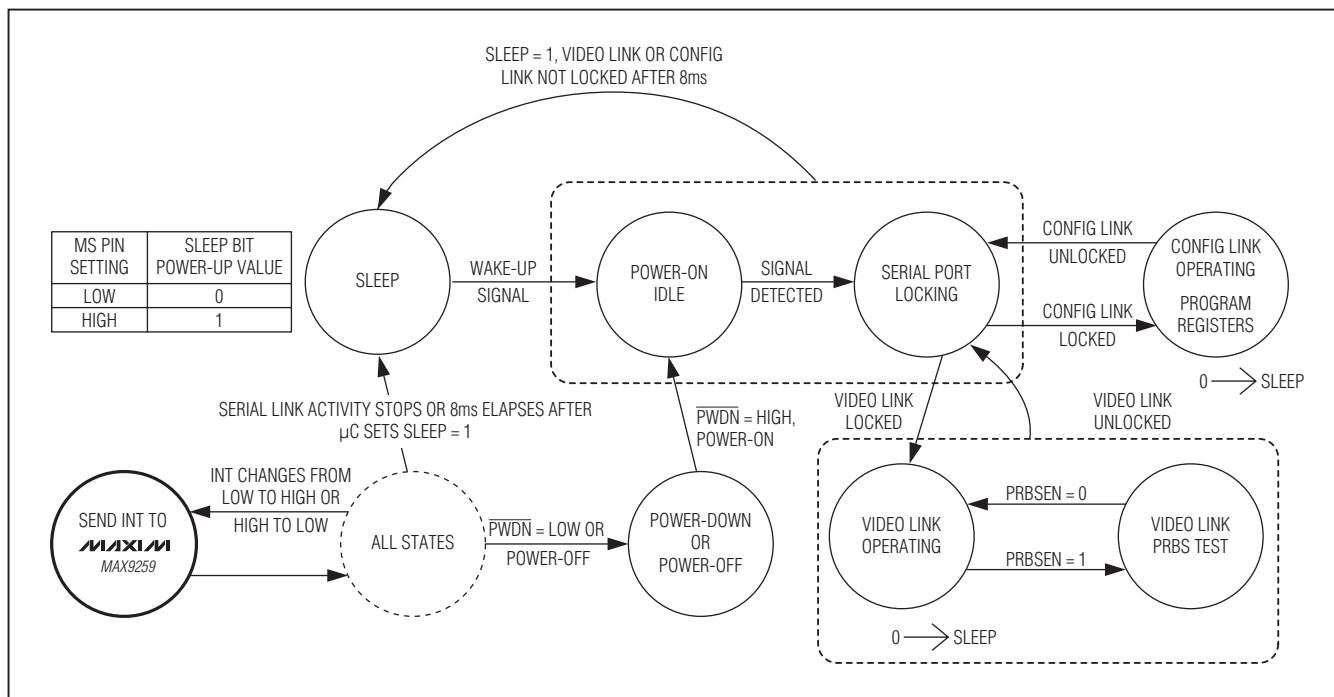 SLEEP = 1, VIDEO LINK OR CONFIG
LINK NOT LOCKED AFTER 8ms
MS PIN SETTING
SLEEP BIT POWER-UP VALUE
LOW
0
HIGH
1
SLEEP
WAKE-UP
SIGNAL
POWER-ON
IDLE
SIGNAL
DETECTED
SERIAL PORT
LOCKING
CONFIG LINK
UNLOCKED
CONFIG LINK
LOCKED
CONFIG LINK
OPERATING
PROGRAM
REGISTERS
0 → SLEEP
SERIAL LINK ACTIVITY STOPS OR 8ms ELAPSES AFTER
µC SETS SLEEP = 1
PWDN = HIGH,
POWER-ON
VIDEO LINK
LOCKED
VIDEO LINK
UNLOCKED
INT CHANGES FROM
LOW TO HIGH OR
HIGH TO LOW
SEND INT TO
MAXIM
MAX9259
ALL STATES
PWDN = LOW OR
POWER-OFF
POWER-DOWN
OR
POWER-OFF
VIDEO LINK
OPERATING
PRBSEN = 0
PRBSEN = 1
VIDEO LINK
PRBS TEST
0 → SLEEP